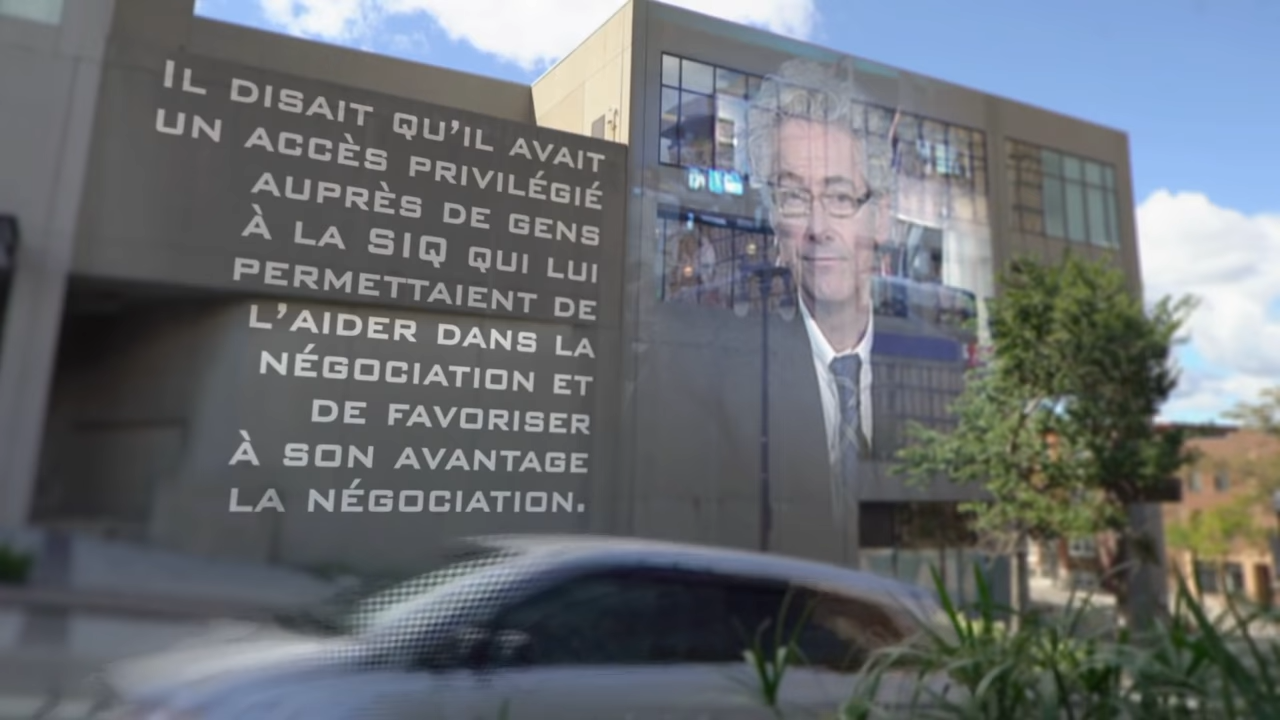 IL DISAIT QU'IL AVAIT
UN ACCÈS PRIVILÉGIÉ
AUPRÈS DE GENS
À LA SIQ QUI LUI
PERMETTAIENT DE
L'AIDER DANS LA
NÉGOCIATION ET
DE FAVORISER
À SON AVANTAGE
LA NÉGOCIATION.